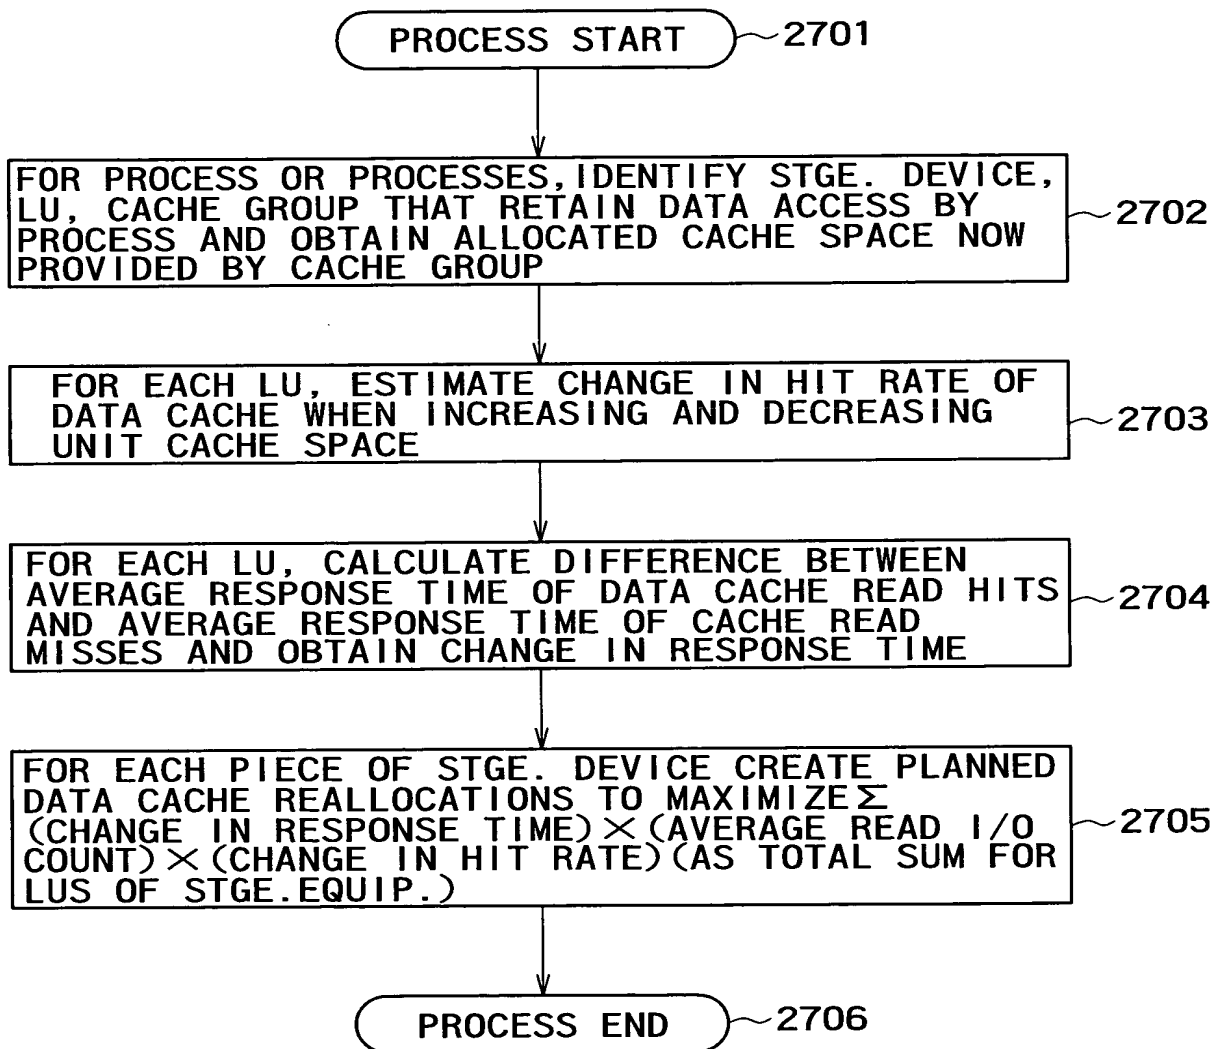 PROCESS START
2701
FOR PROCESS OR PROCESSES, IDENTIFY STGE. DEVICE,
LU, CACHE GROUP THAT RETAIN DATA ACCESS BY
PROCESS AND OBTAIN ALLOCATED CACHE SPACE NOW
PROVIDED BY CACHE GROUP
2702
FOR EACH LU, ESTIMATE CHANGE IN HIT RATE OF
DATA CACHE WHEN INCREASING AND DECREASING
UNIT CACHE SPACE
2703
FOR EACH LU, CALCULATE DIFFERENCE BETWEEN
AVERAGE RESPONSE TIME OF DATA CACHE READ HITS
AND AVERAGE RESPONSE TIME OF CACHE READ
MISSES AND OBTAIN CHANGE IN RESPONSE TIME
2704
FOR EACH PIECE OF STGE. DEVICE CREATE PLANNED
DATA CACHE REALLOCATIONS TO MAXIMIZE Σ
(CHANGE IN RESPONSE TIME)×(AVERAGE READ I/O
COUNT)×(CHANGE IN HIT RATE)(AS TOTAL SUM FOR
LUS OF STGE.EQUIP.)
2705
PROCESS END
2706